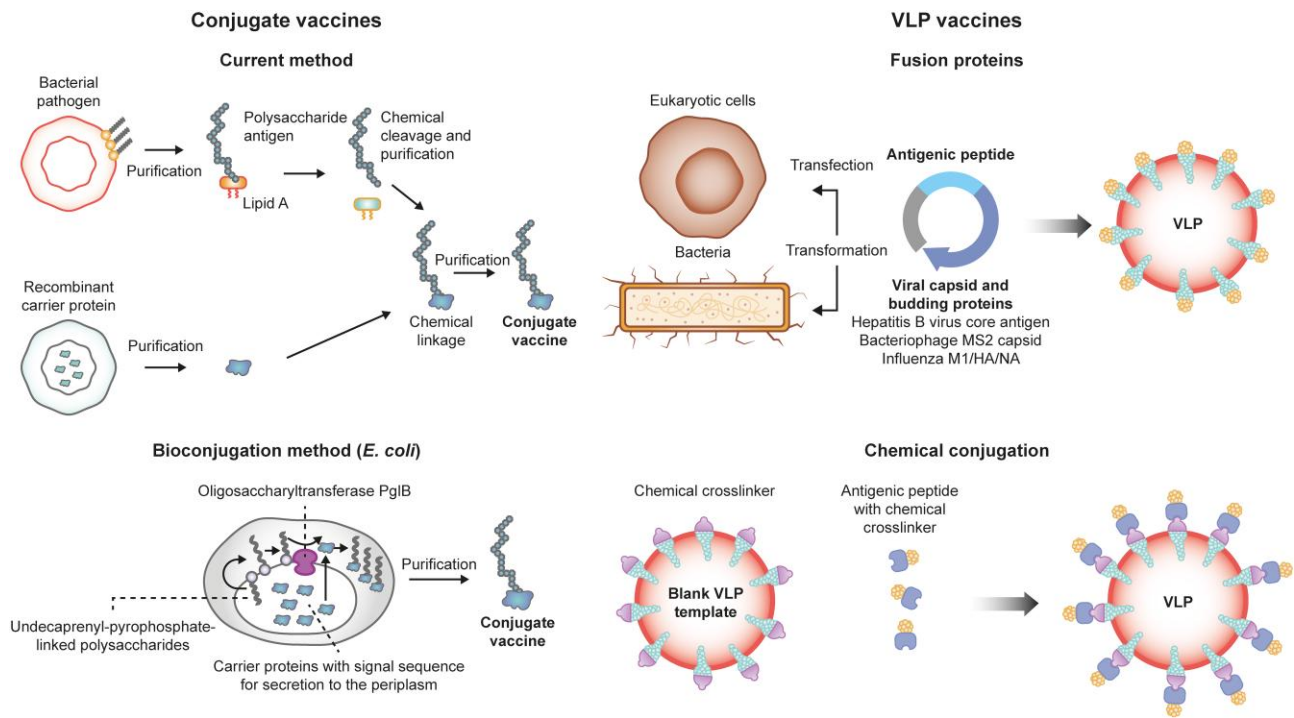 Conjugate vaccines
Current method
Bacterial
pathogen
Purification
Polysaccharide
antigen
Lipid A
Chemical
cleavage and
purification
Recombinant
carrier protein
Purification
Chemical
linkage
Purification
Conjugate
vaccine
Bioconjugation method (E. coli)
Oligosaccharyltransferase PglB
Undecaprenyl-pyrophosphate-
linked polysaccharides
Carrier proteins with signal sequence
for secretion to the periplasm
Purification
Conjugate
vaccine
VLP vaccines
Fusion proteins
Eukaryotic cells
Bacteria
Transfection
Transformation
Antigenic peptide
Viral capsid and
budding proteins
Hepatitis B virus core antigen
Bacteriophage MS2 capsid
Influenza M1/HA/NA
VLP
Chemical conjugation
Chemical crosslinker
Blank VLP
template
Antigenic peptide
with chemical
crosslinker
VLP